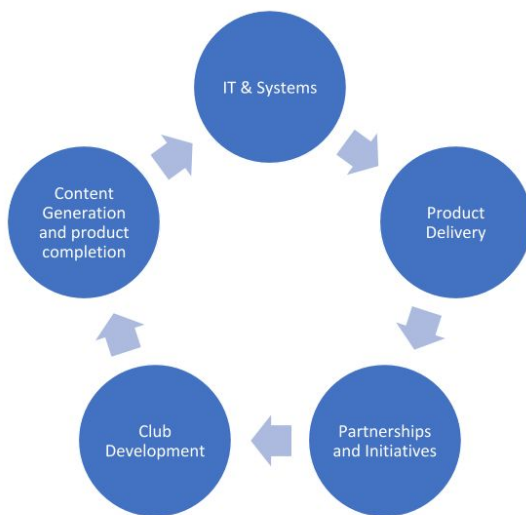 IT & Systems
Product
Delivery
Partnerships
and Initiatives
Club
Development
Content
Generation
and product
completion